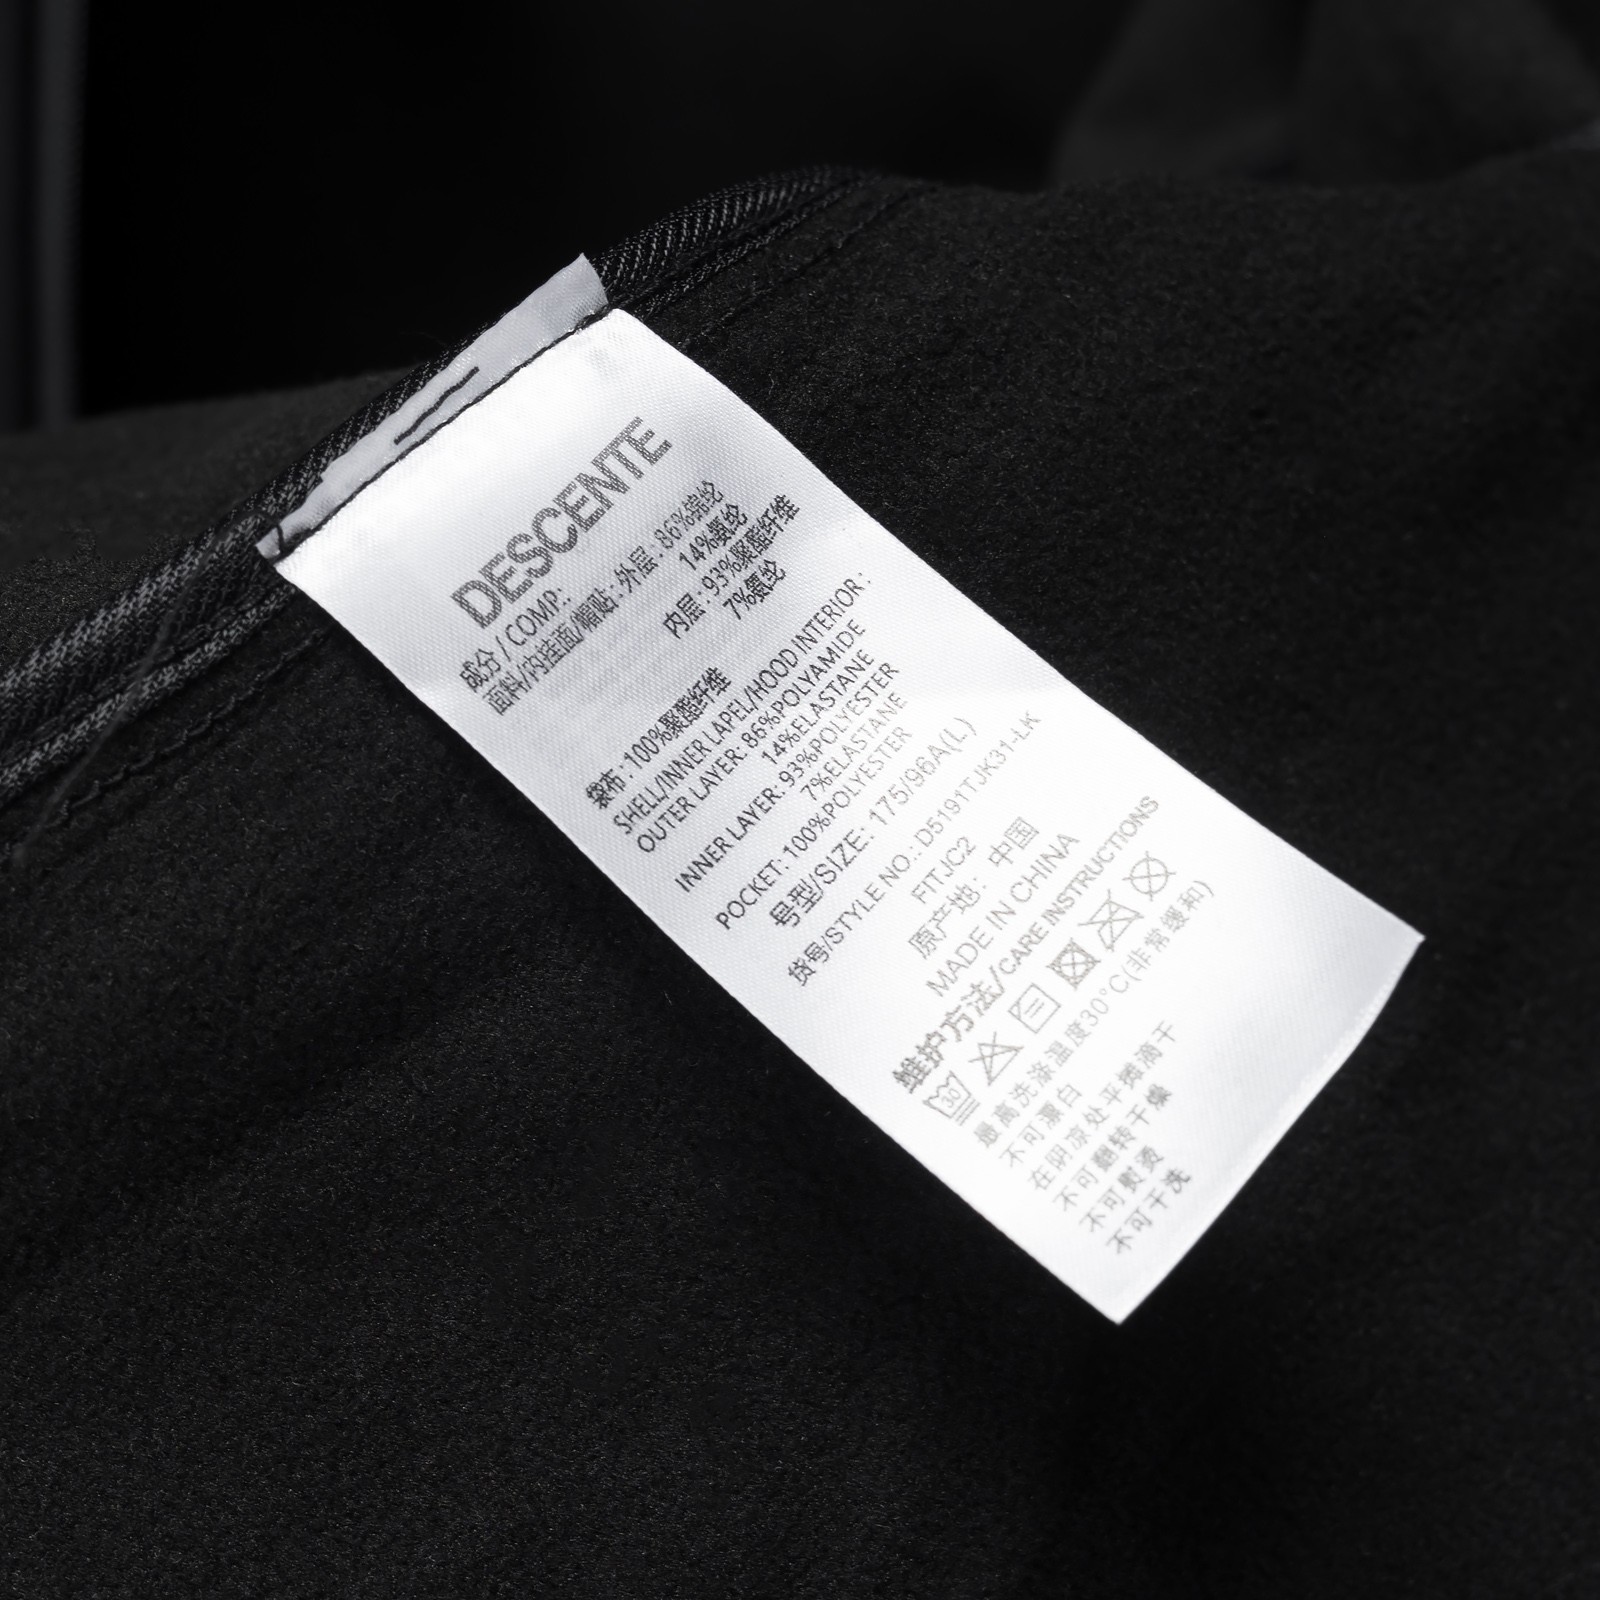 DESCENTE
成分 / COMP.:
面料/内挂面/帽贴 : 外层 : 86%锦纶
14%氨纶
内层 : 93%聚酯纤维
7%氨纶
袋布 : 100%聚酯纤维
SHELL/INNER LAPEL/HOOD INTERIOR :
OUTER LAYER: 86%POLYAMIDE
14%ELASTANE
INNER LAYER: 93%POLYESTER
7%ELASTANE
POCKET: 100%POLYESTER
号型/SIZE: 175/96A(L)
货号/STYLE NO.: D5191TJK31-LK
FITJC2
原产地: 中国
MADE IN CHINA
维护方法/CARE INSTRUCTIONS
30
最高洗涤温度30°C(非常缓和)
不可漂白
在阴凉处平摊滴干
不可翻转干燥
不可熨烫
不可干洗